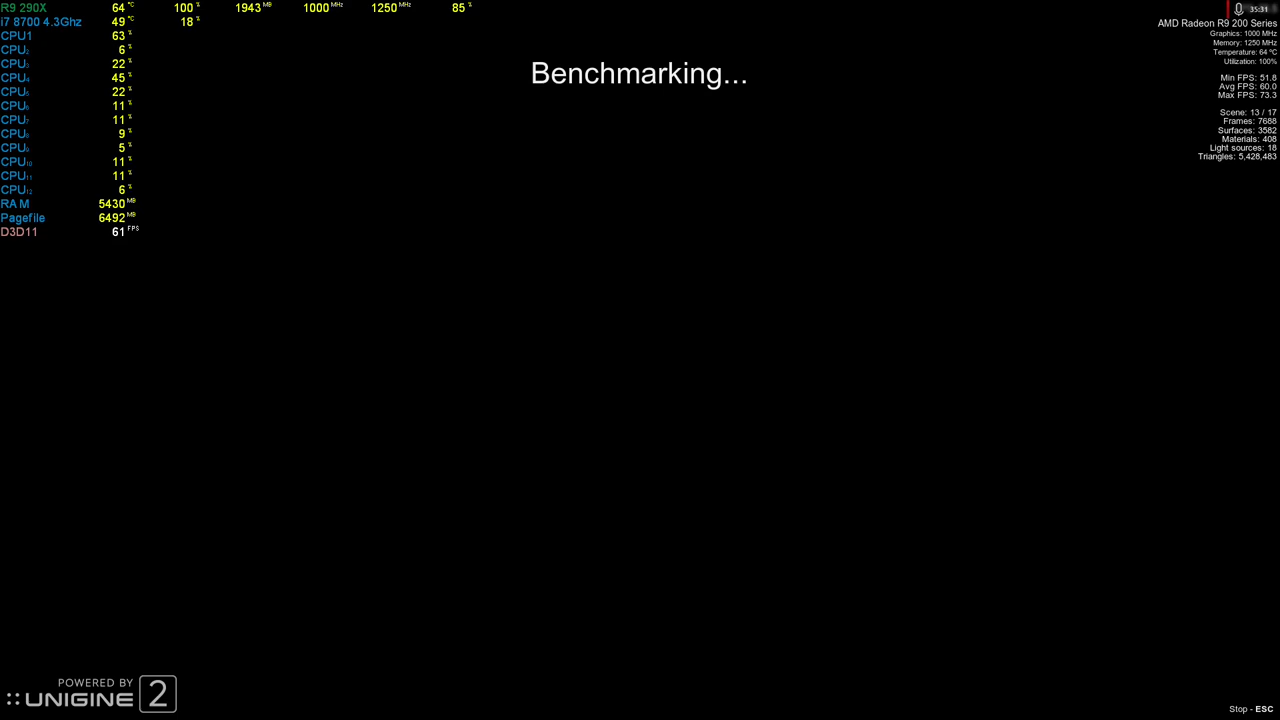 R9 290X 64 °C 100 % 1943 MB 1000 MHz 1250 MHz 85 %
i7 8700 4.3Ghz 49 °C 18 %
CPU1 63 %
CPU2 6 %
CPU3 22 %
CPU4 45 %
CPU5 22 %
CPU6 11 %
CPU7 11 %
CPU8 9 %
CPU9 5 %
CPU10 11 %
CPU11 11 %
CPU12 6 %
RAM 5430 MB
Pagefile 6492 MB
D3D11 61 FPS
Benchmarking...
35:31
AMD Radeon R9 200 Series
Graphics: 1000 MHz
Memory: 1250 MHz
Temperature: 64 °C
Utilization: 100%
Min FPS: 51.8
Avg FPS: 60.0
Max FPS: 73.3
Scene: 13 / 17
Frames: 7688
Surfaces: 3582
Materials: 408
Light sources: 18
Triangles: 5,428,483
POWERED BY
UNIGINE 2
Stop - ESC